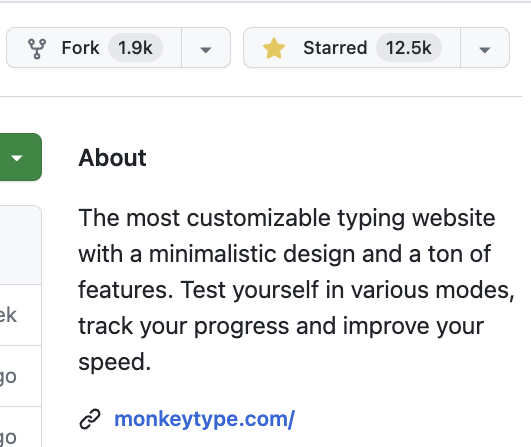 Fork 1.9k Starred 12.5k
About
The most customizable typing website
with a minimalistic design and a ton of
features. Test yourself in various modes,
ek
track your progress and improve your
speed.
go
monkeytype.com/
go